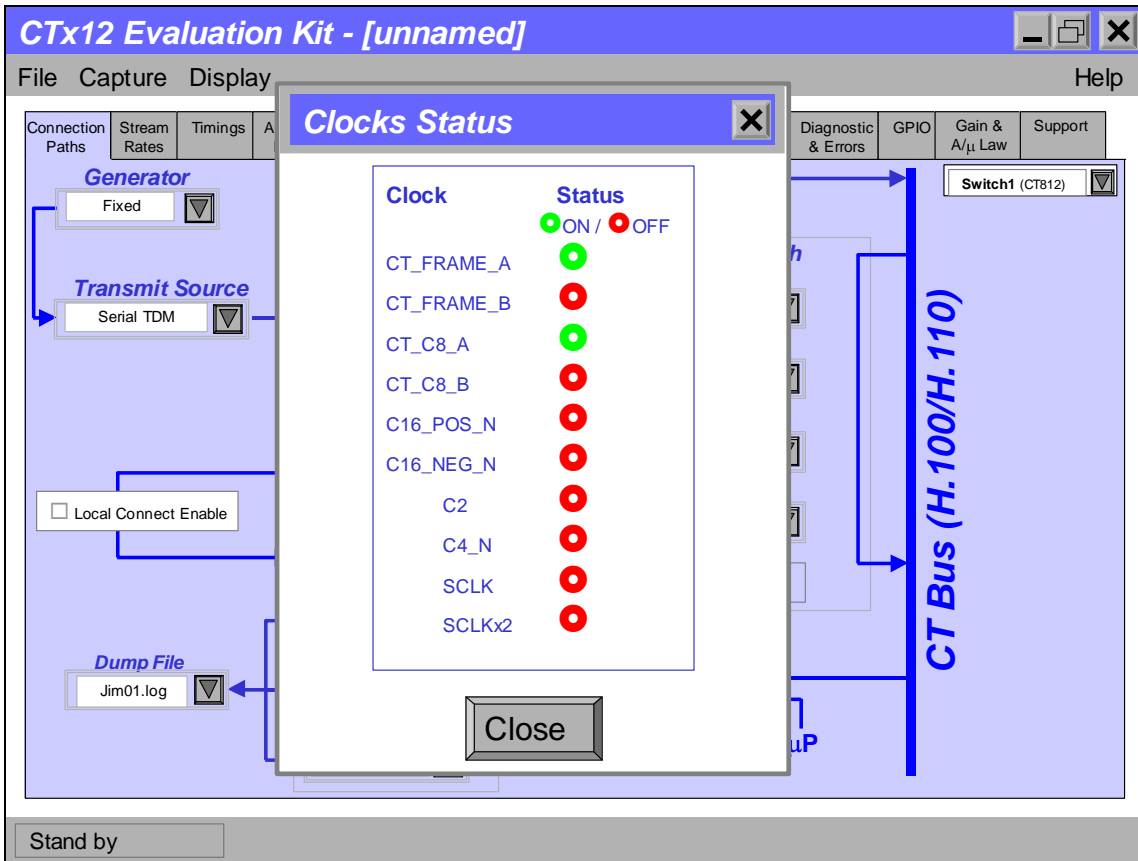 CTx12 Evaluation Kit - [unnamed]
File Capture Display Help
Connection Paths
Stream Rates
Timings
A
Diagnostic & Errors
GPIO
Gain & A/μ Law
Support
Generator
Fixed
Switch1 (CT812)
Transmit Source
Serial TDM
h
Local Connect Enable
Dump File
Jim01.log
CT Bus (H.100/H.110)
μP
Clocks Status
Clock Status
ON / OFF
CT_FRAME_A
CT_FRAME_B
CT_C8_A
CT_C8_B
C16_POS_N
C16_NEG_N
C2
C4_N
SCLK
SCLKx2
Close
Stand by